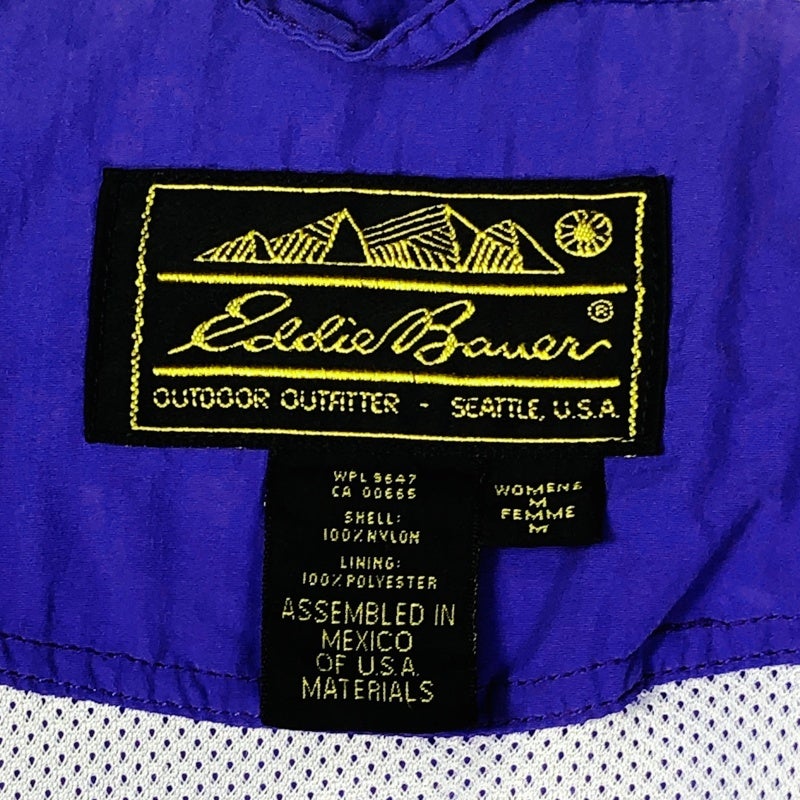 Eddie Bauer®
OUTDOOR OUTFITTER - SEATTLE, U.S.A.
WPL 9647
CA 00665
SHELL:
100% NYLON
LINING:
100% POLYESTER
ASSEMBLED IN
MEXICO
OF U.S.A.
MATERIALS
WOMENS
M
FEMME
M